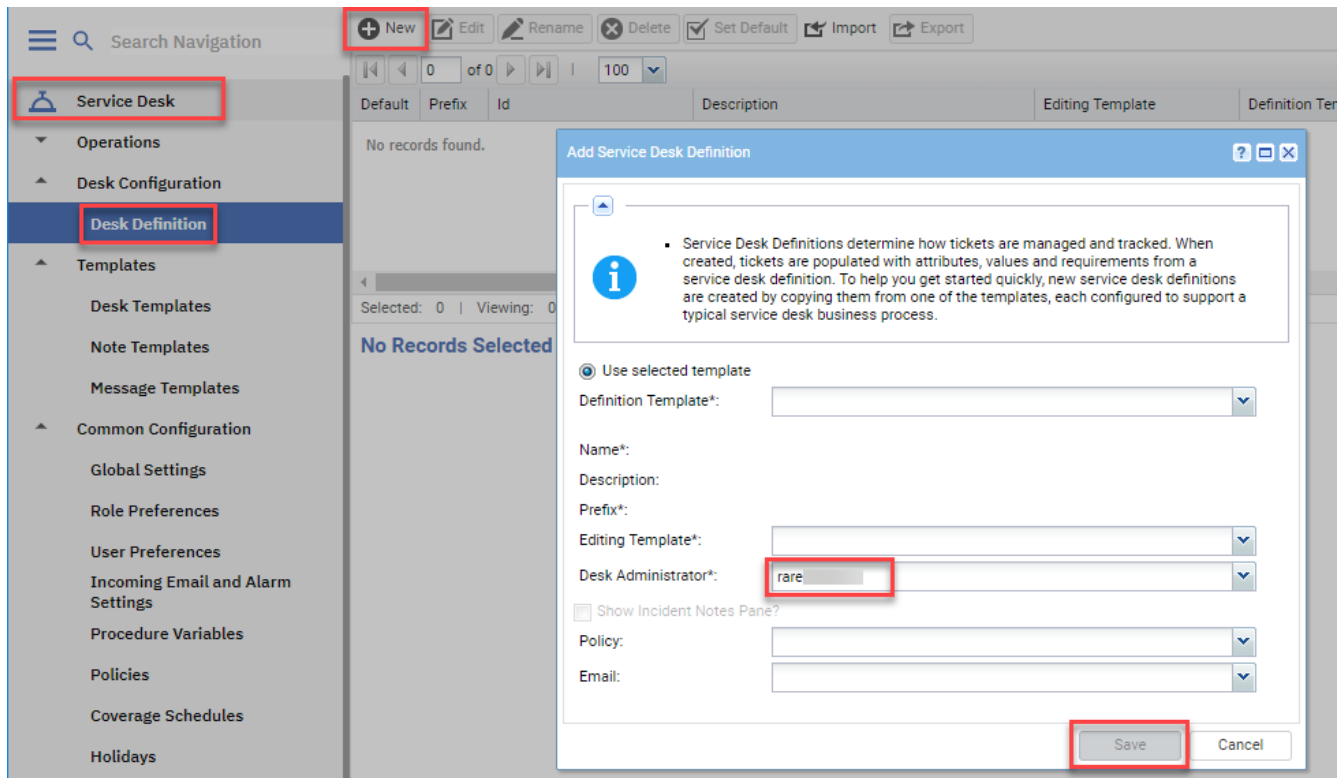 Search Navigation
Service Desk
Operations
Desk Configuration
Desk Definition
Templates
Desk Templates
Note Templates
Message Templates
Common Configuration
Global Settings
Role Preferences
User Preferences
Incoming Email and Alarm
Settings
Procedure Variables
Policies
Coverage Schedules
Holidays
New Edit Rename Delete Set Default Import Export
0 of 0 100
Default Prefix Id Description Editing Template Definition
No records found.
Selected: 0 | Viewing: 0
No Records Selected
Add Service Desk Definition
Service Desk Definitions determine how tickets are managed and tracked. When
created, tickets are populated with attributes, values and requirements from a
service desk definition. To help you get started quickly, new service desk definitions
are created by copying them from one of the templates, each configured to support a
typical service desk business process.
Use selected template
Definition Template*:
Name*:
Description:
Prefix*:
Editing Template*:
Desk Administrator*: rare
Show Incident Notes Pane?
Policy:
Email:
Save Cancel